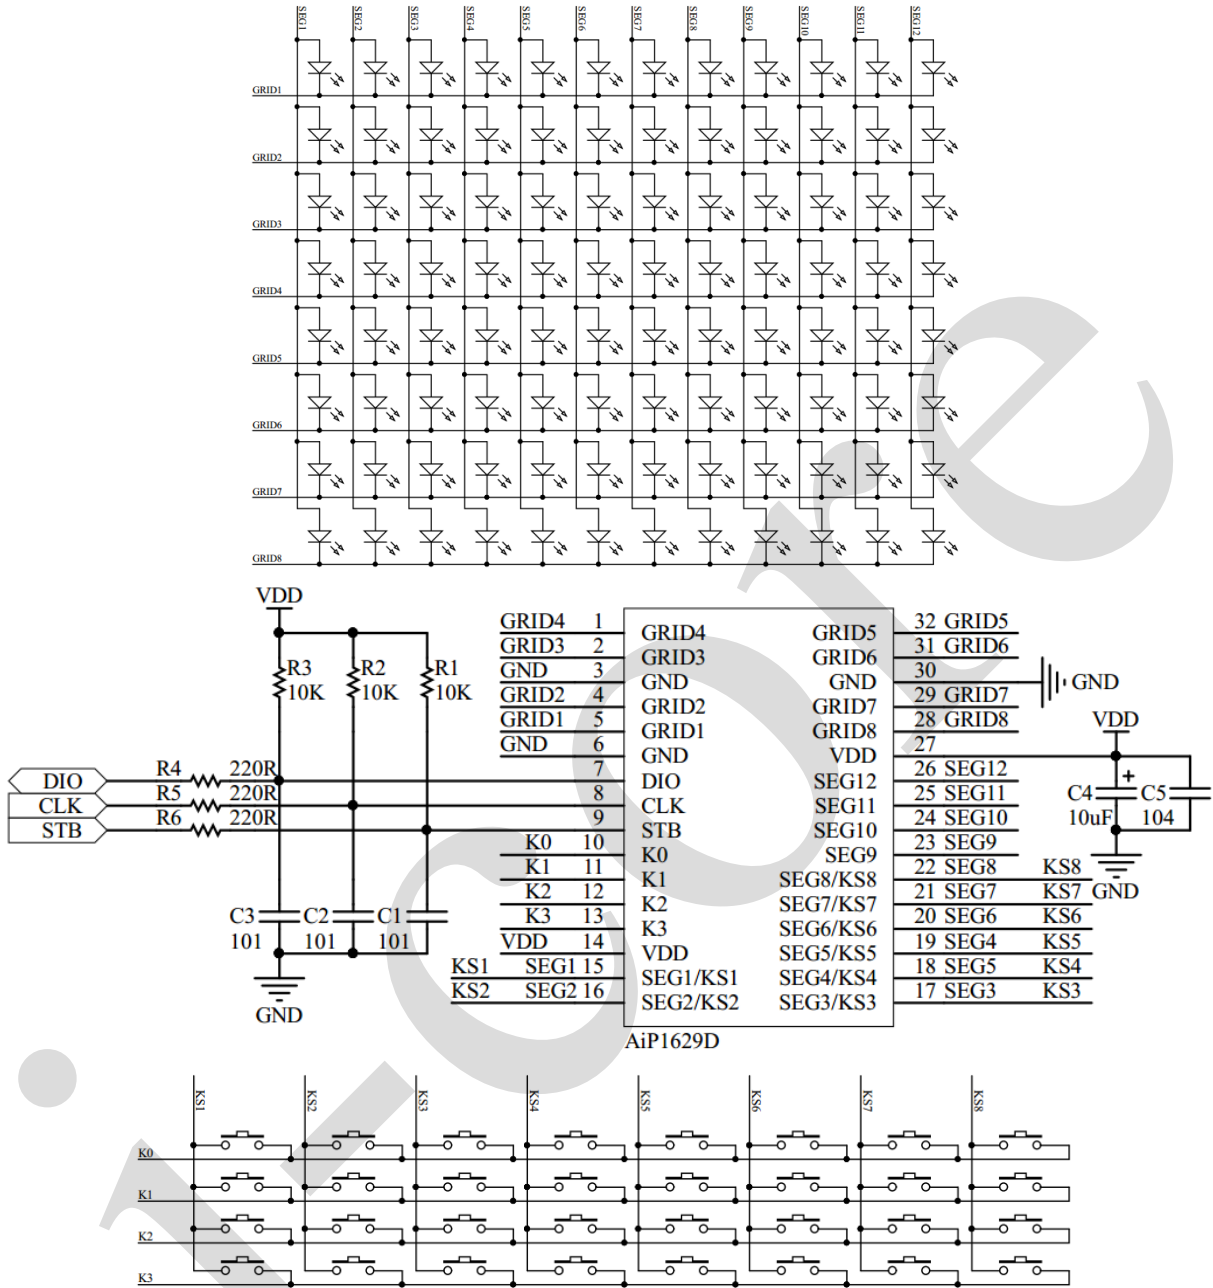 SEG1 SEG2 SEG3 SEG4 SEG5 SEG6 SEG7 SEG8 SEG9 SEG10 SEG11 SEG12
GRID1
GRID2
GRID3
GRID4
GRID5
GRID6
GRID7
GRID8
VDD
R3 10K
R2 10K
R1 10K
DIO R4 220R
CLK R5 220R
STB R6 220R
C3 101
C2 101
C1 101
GND
GRID4 1 GRID4
GRID3 2 GRID3
GND 3 GND
GRID2 4 GRID2
GRID1 5 GRID1
GND 6 GND
7 DIO
8 CLK
9 STB
K0 10 K0
K1 11 K1
K2 12 K2
K3 13 K3
VDD 14 VDD
KS1 SEG1 15 SEG1/KS1
KS2 SEG2 16 SEG2/KS2
GRID5 32 GRID5
GRID6 31 GRID6
GND 30 GND
GRID7 29 GRID7
GRID8 28 GRID8
VDD 27
SEG12 26 SEG12
SEG11 25 SEG11
SEG10 24 SEG10
SEG9 23 SEG9
SEG8/KS8 22 SEG8 KS8
SEG7/KS7 21 SEG7 KS7
SEG6/KS6 20 SEG6 KS6
SEG5/KS5 19 SEG4 KS5
SEG4/KS4 18 SEG5 KS4
SEG3/KS3 17 SEG3 KS3
AiP1629D
VDD
+
C4 10uF
C5 104
GND
KS1 KS2 KS3 KS4 KS5 KS6 KS7 KS8
K0
K1
K2
K3
i-core